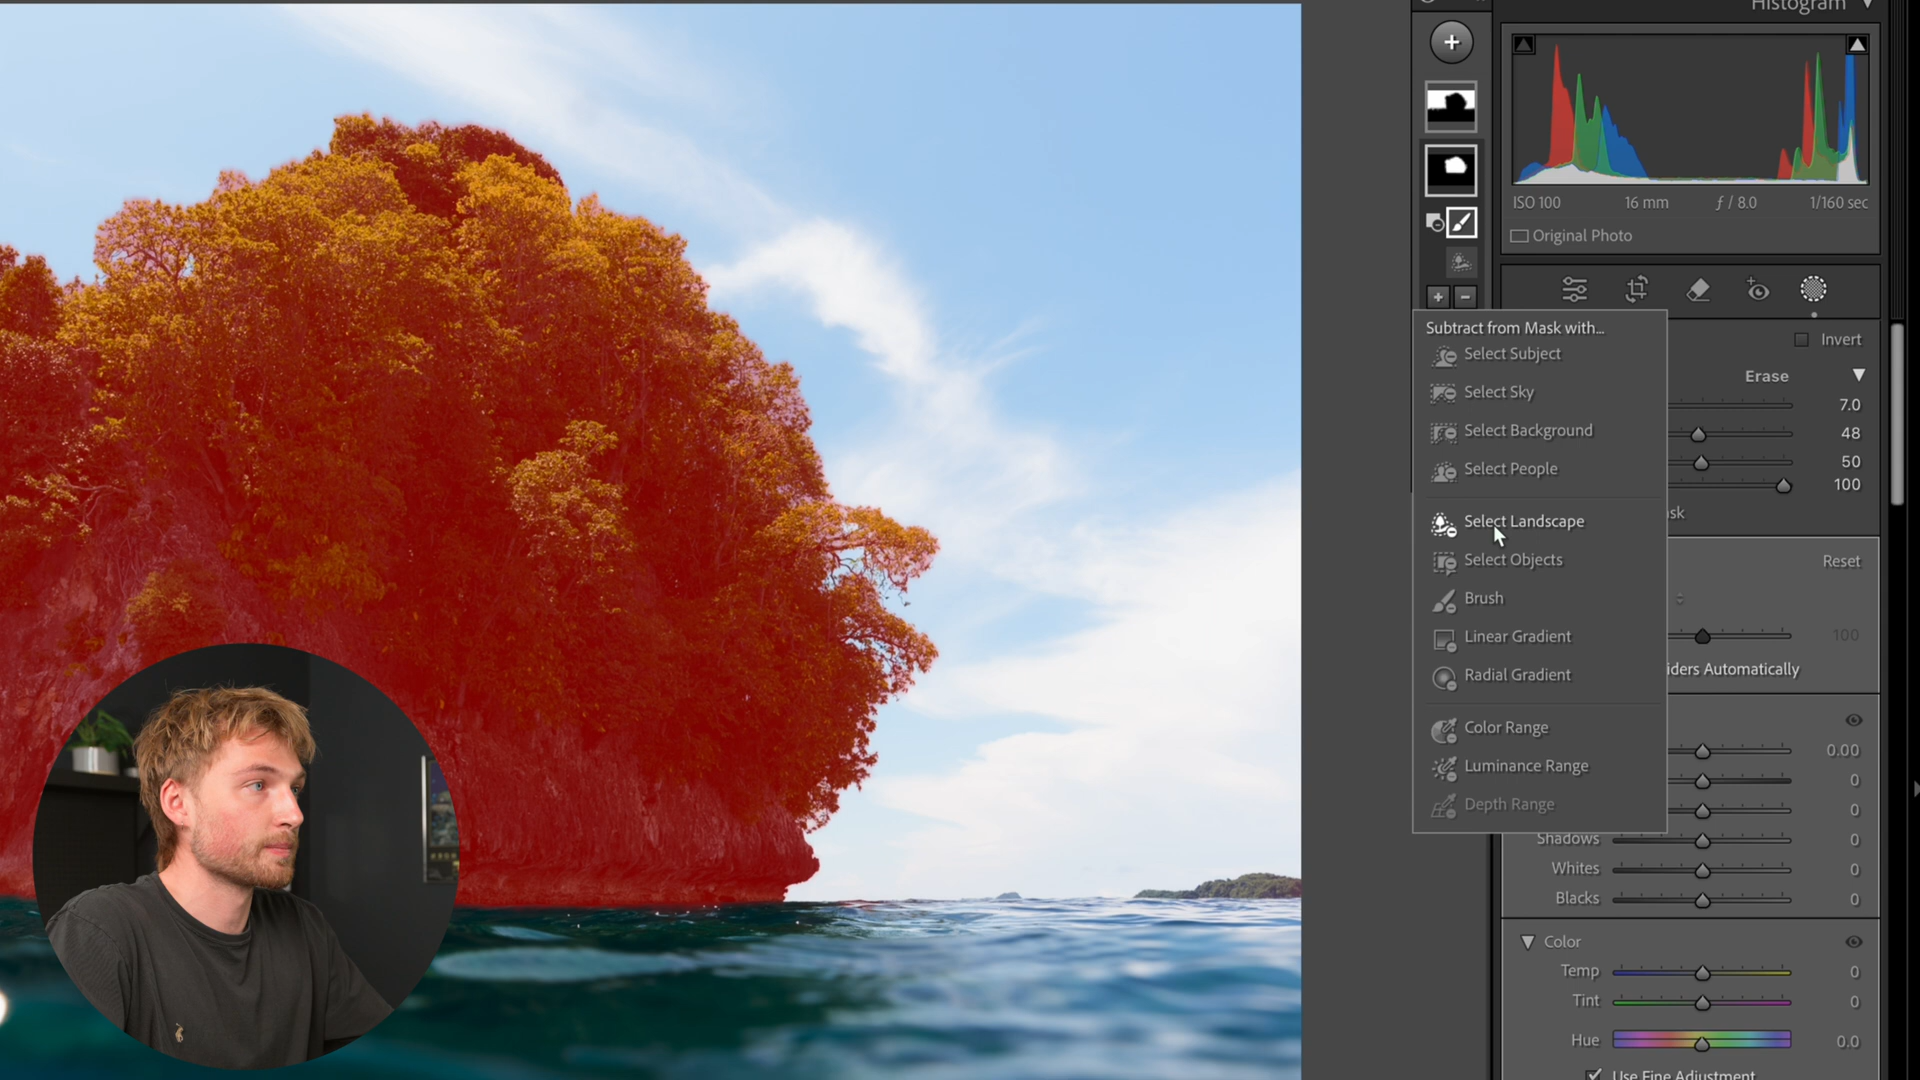 Histogram
ISO 100 16 mm ƒ / 8.0 1/160 sec
Original Photo
Subtract from Mask with...
Select Subject
Select Sky
Select Background
Select People
Select Landscape
Select Objects
Brush
Linear Gradient
Radial Gradient
Color Range
Luminance Range
Depth Range
Invert
Erase
7.0
48
50
100
sk
Reset
100
iders Automatically
0.00
0
0
Shadows 0
Whites 0
Blacks 0
Color
Temp 0
Tint 0
Hue 0.0
Use Fine Adjustment